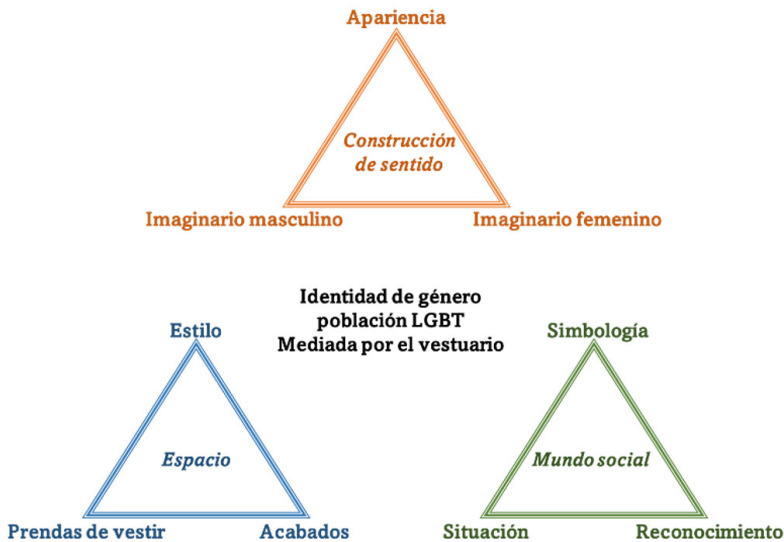 Apariencia
Construcción
de sentido
Imaginario masculino
Imaginario femenino
Identidad de género
población LGBT
Mediada por el vestuario
Estilo
Espacio
Prendas de vestir
Acabados
Simbología
Mundo social
Situación
Reconocimiento